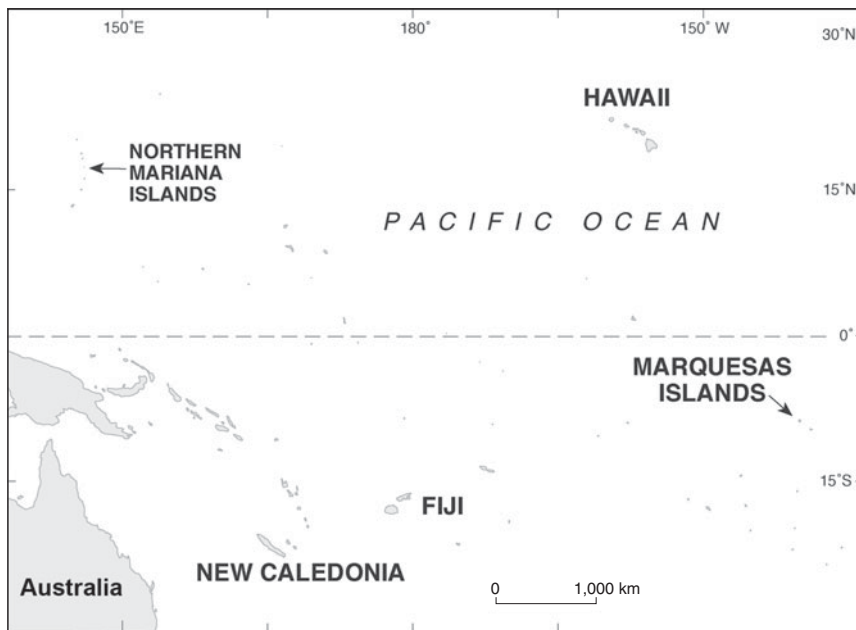 150˚E
180˚
150˚ W
30˚N
HAWAII
NORTHERN
MARIANA
ISLANDS
15˚N
PACIFIC OCEAN
0˚
MARQUESAS
ISLANDS
15˚S
FIJI
NEW CALEDONIA
Australia
0
1,000 km